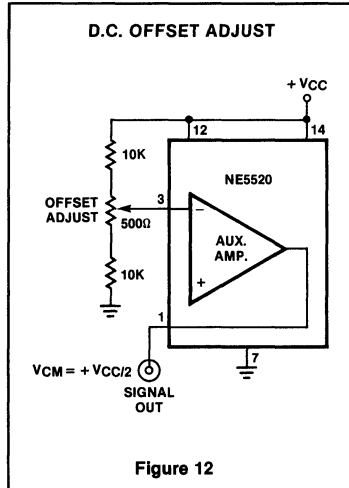 D.C. OFFSET ADJUST
+ VCC
12 14
10K
NE5520
OFFSET
ADJUST
3
500Ω
−
AUX.
AMP.
10K
+
1
VCM = + VCC/2
7
SIGNAL
OUT
Figure 12